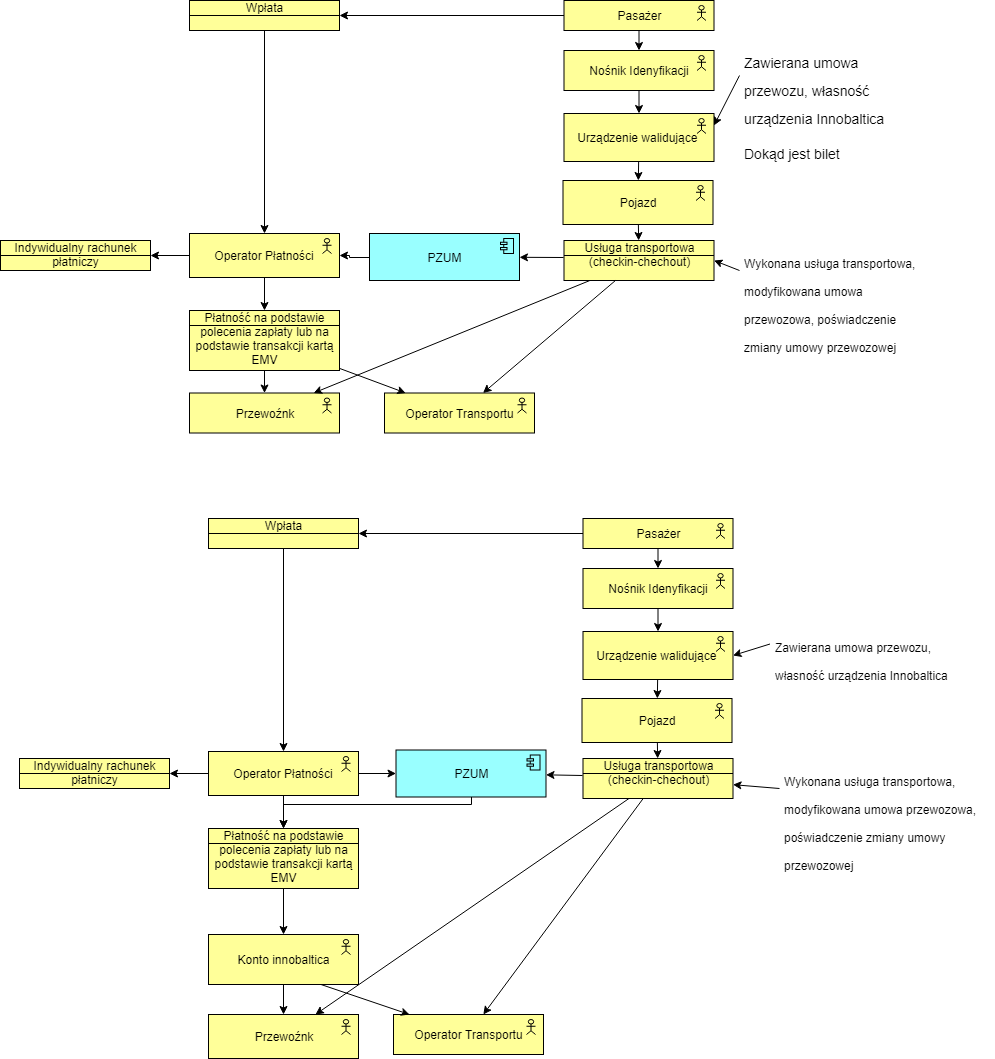 Wpłata
Pasażer
Nośnik Idenyfikacji
Zawierana umowa
przewozu, własność
urządzenia Innobaltica
Dokąd jest bilet
Urządzenie walidujące
Pojazd
Indywidualny rachunek
płatniczy
Operator Płatności
PZUM
Usługa transportowa
(checkin-chechout)
Wykonana usługa transportowa,
modyfikowana umowa
przewozowa, poświadczenie
zmiany umowy przewozowej
Płatność na podstawie
polecenia zapłaty lub na
podstawie transakcji kartą
EMV
Przewoźnk
Operator Transportu
Wpłata
Pasażer
Nośnik Idenyfikacji
Urządzenie walidujące
Zawierana umowa przewozu,
własność urządzenia Innobaltica
Pojazd
Indywidualny rachunek
płatniczy
Operator Płatności
PZUM
Usługa transportowa
(checkin-chechout)
Wykonana usługa transportowa,
modyfikowana umowa przewozowa,
poświadczenie zmiany umowy
przewozowej
Płatność na podstawie
polecenia zapłaty lub na
podstawie transakcji kartą
EMV
Konto innobaltica
Przewoźnk
Operator Transportu